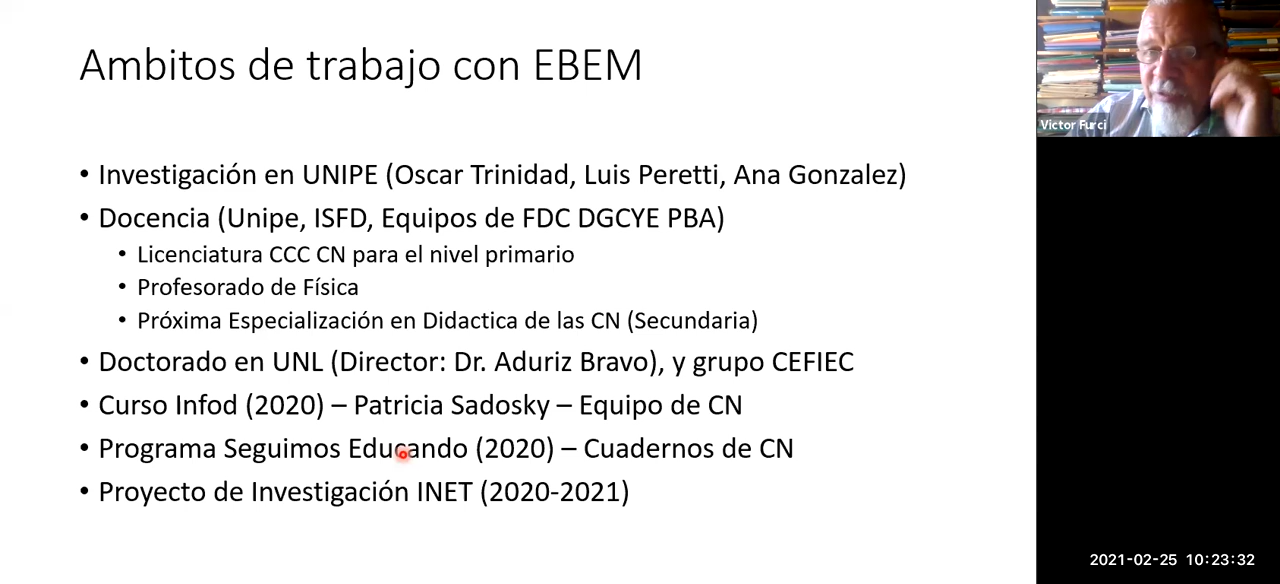 Ambitos de trabajo con EBEM
• Investigación en UNIPE (Oscar Trinidad, Luis Peretti, Ana Gonzalez)
• Docencia (Unipe, ISFD, Equipos de FDC DGCYE PBA)
• Licenciatura CCC CN para el nivel primario
• Profesorado de Física
• Próxima Especialización en Didactica de las CN (Secundaria)
• Doctorado en UNL (Director: Dr. Aduriz Bravo), y grupo CEFIEC
• Curso Infod (2020) – Patricia Sadosky – Equipo de CN
• Programa Seguimos Educando (2020) – Cuadernos de CN
• Proyecto de Investigación INET (2020-2021)
Victor Furci
2021-02-25 10:23:32